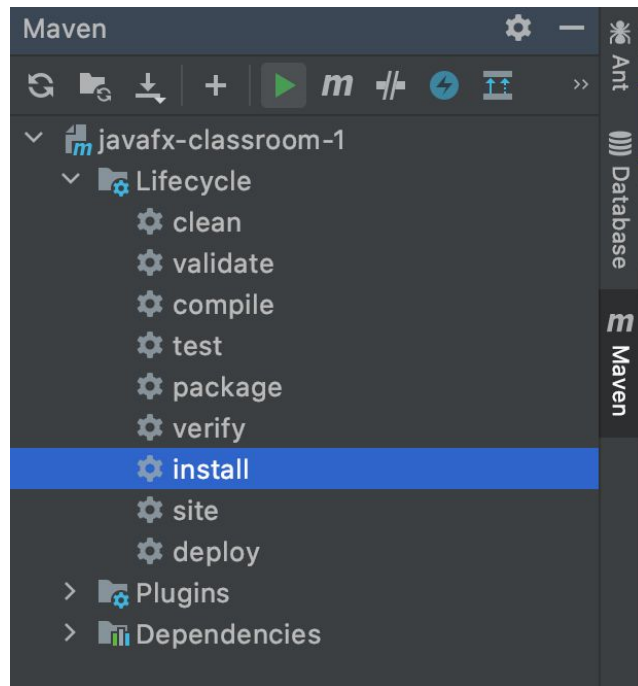 Maven
m
javafx-classroom-1
Lifecycle
clean
validate
compile
test
package
verify
install
site
deploy
Plugins
Dependencies
Ant
Database
m Maven